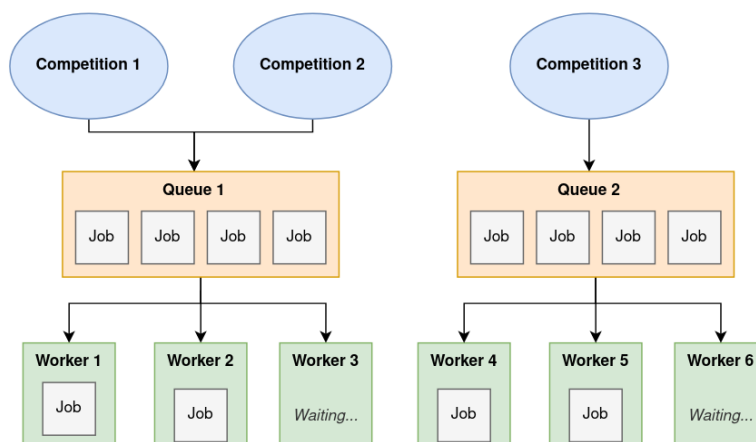 Competition 1
Competition 2
Competition 3
Queue 1
Queue 2
Job
Job
Job
Job
Job
Job
Job
Job
Worker 1
Worker 2
Worker 3
Worker 4
Worker 5
Worker 6
Job
Job
Waiting...
Job
Job
Waiting...